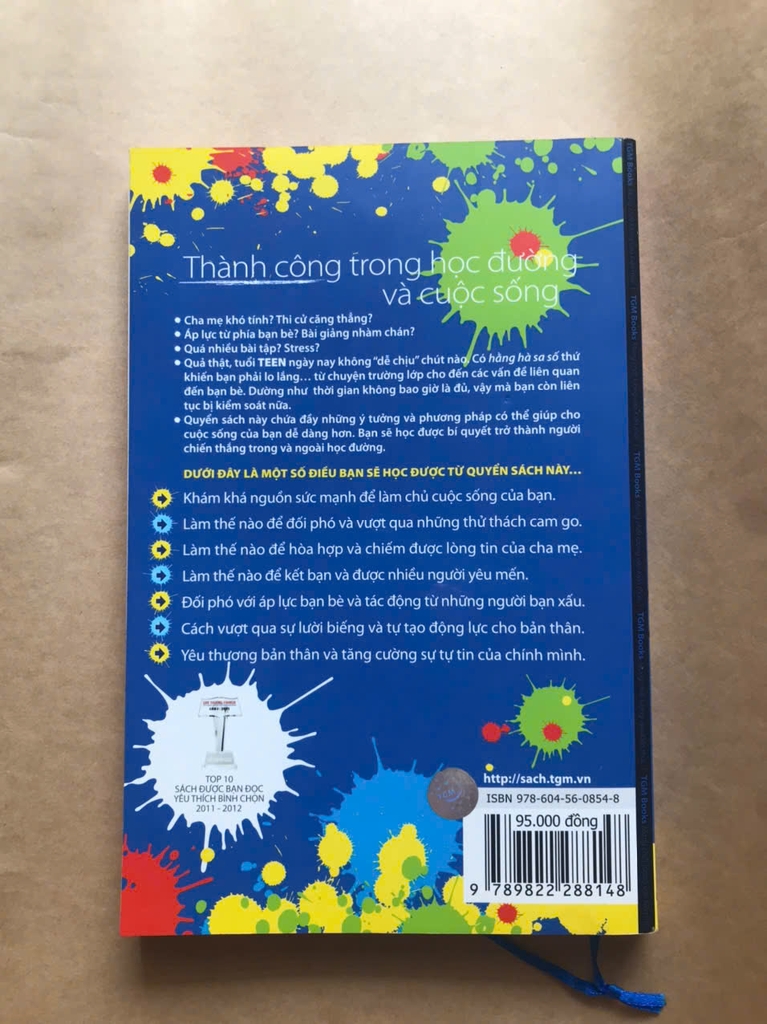 Thành công trong học đường
và cuộc sống
• Cha mẹ khó tính? Thi cử căng thẳng?
• Áp lực từ phía bạn bè? Bài giảng nhàm chán?
• Quá nhiều bài tập? Stress?
• Quả thật, tuổi TEEN ngày nay không "dễ chịu" chút nào. Có hằng hà sa số thứ
khiến bạn phải lo lắng... từ chuyện trường lớp cho đến các vấn đề liên quan
đến bạn bè. Dường như thời gian không bao giờ là đủ, vậy mà bạn còn liên
tục bị kiểm soát nữa.
• Quyển sách này chứa đầy những ý tưởng và phương pháp có thể giúp cho
cuộc sống của bạn dễ dàng hơn. Bạn sẽ học được bí quyết trở thành người
chiến thắng trong và ngoài học đường.
DƯỚI ĐÂY LÀ MỘT SỐ ĐIỀU BẠN SẼ HỌC ĐƯỢC TỪ QUYỂN SÁCH NÀY...
Khám khá nguồn sức mạnh để làm chủ cuộc sống của bạn.
Làm thế nào để đối phó và vượt qua những thử thách cam go.
Làm thế nào để hòa hợp và chiếm được lòng tin của cha mẹ.
Làm thế nào để kết bạn và được nhiều người yêu mến.
Đối phó với áp lực bạn bè và tác động từ những người bạn xấu.
Cách vượt qua sự lười biếng và tự tạo động lực cho bản thân.
Yêu thương bản thân và tăng cường sự tự tin của chính mình.
TOP 10
SÁCH ĐƯỢC BẠN ĐỌC
YÊU THÍCH BÌNH CHỌN
2011 - 2012
http://sach.tgm.vn
ISBN 978-604-56-0854-8
95.000 đồng
9 789822 288148
TGM Books
TGM Books
TGM Books
TGM Books
TGM Books